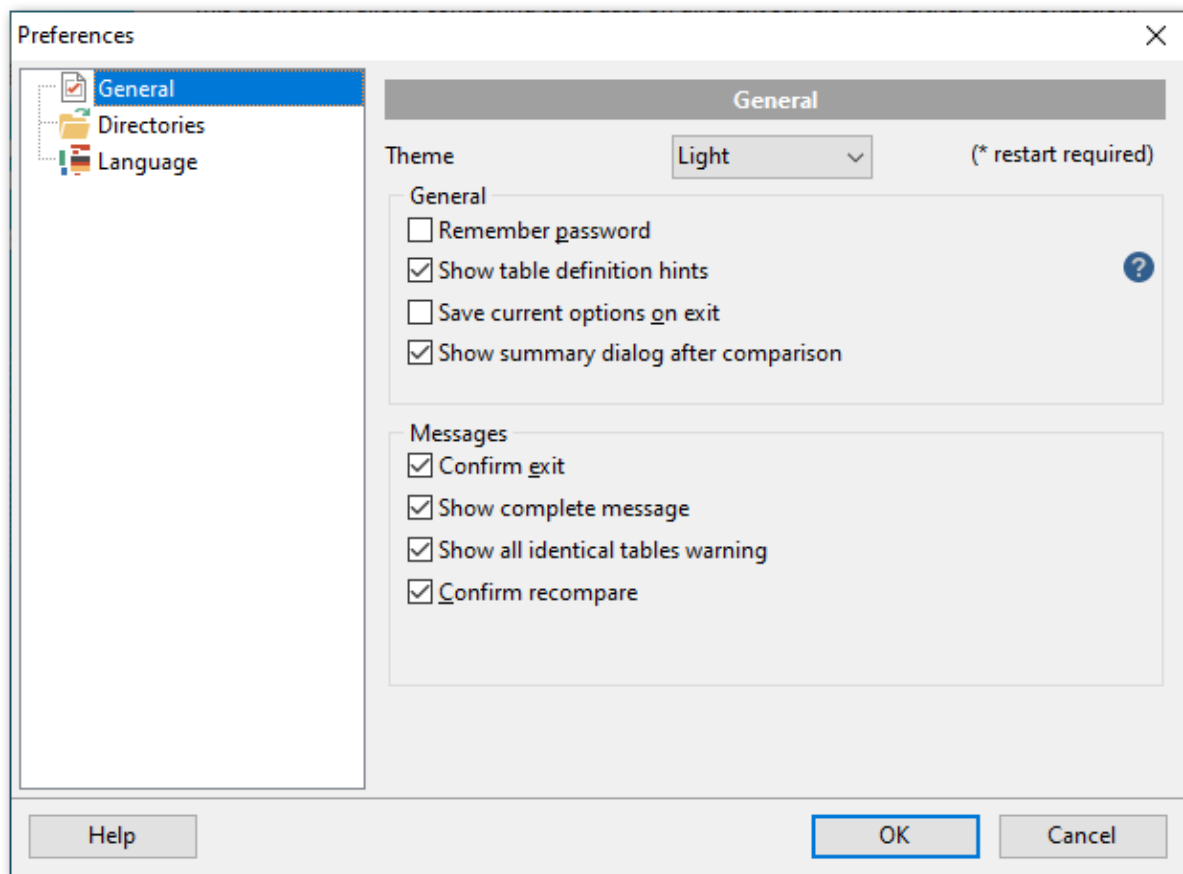 Preferences
General
Directories
Language
General
Theme
Light
(* restart required)
General
Remember password
Show table definition hints
?
Save current options on exit
Show summary dialog after comparison
Messages
Confirm exit
Show complete message
Show all identical tables warning
Confirm recompare
Help
OK
Cancel